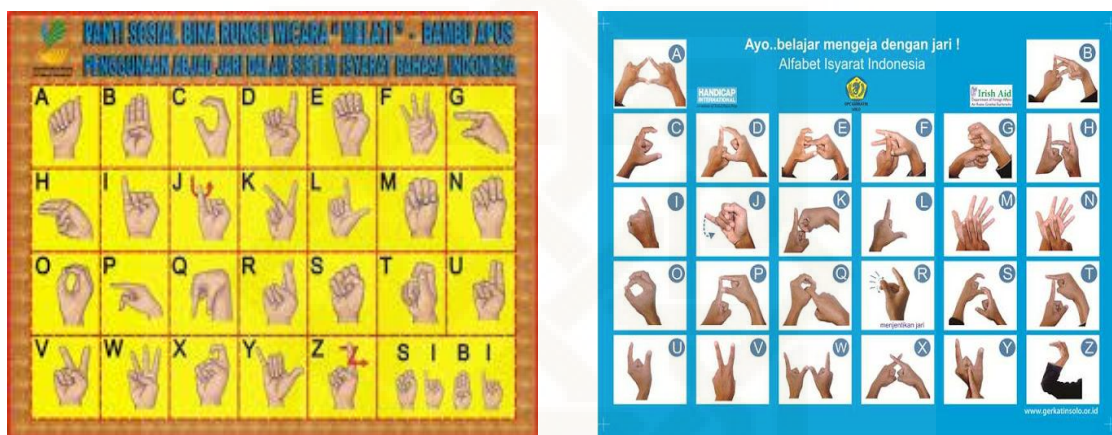 PANTI SOSIAL BINA RUNGU WICARA "MELATI" - BAMBU APUS
PENGGUNAAN ABJAD JARI DALAM SISTEM ISYARAT BAHASA INDONESIA
A B C D E F G
H I J K L M N
O P Q R S T U
V W X Y Z S I B I
Ayo..belajar mengeja dengan jari !
Alfabet Isyarat Indonesia
HANDICAP
INTERNATIONAL
Irish Aid
A B
C D E F G H
I J K L M N
O P Q R S T
menjentikan jari
U V W X Y Z
www.gerkatinsolo.or.id